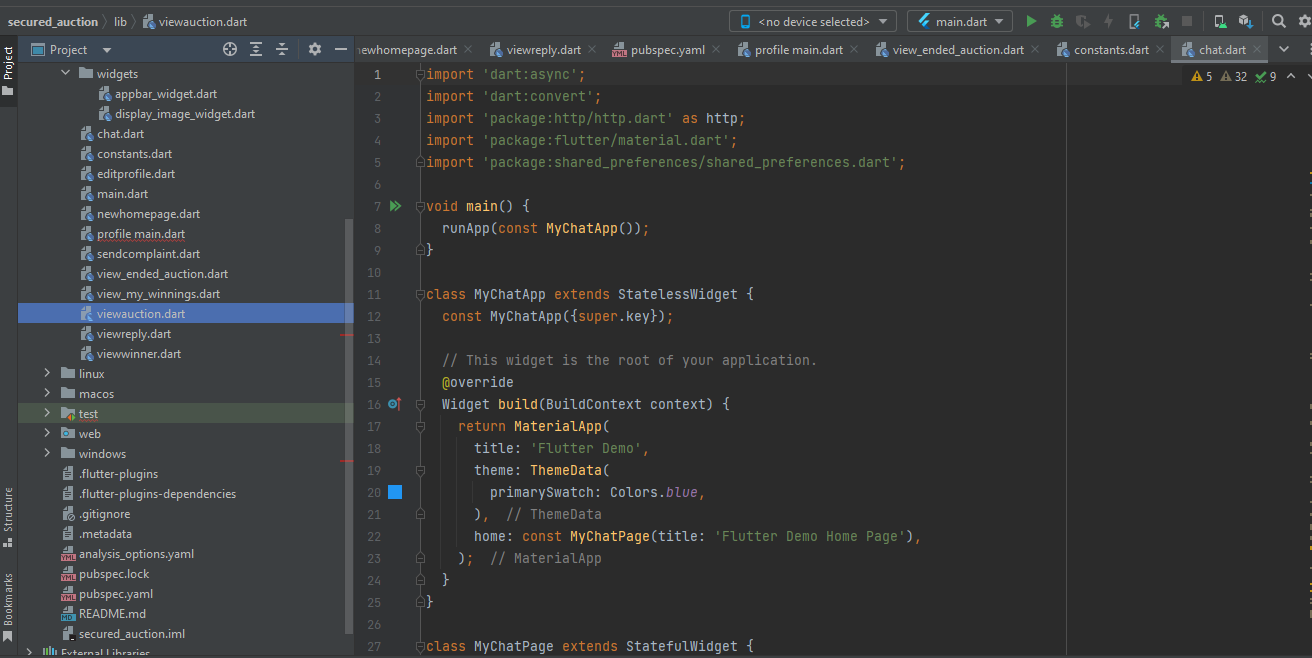 secured_auction lib viewauction.dart <no device selected> main.dart
Project newhomepage.dart viewreply.dart pubspec.yaml profile main.dart view_ended_auction.dart constants.dart chat.dart
Project
5 32 9
widgets
appbar_widget.dart
display_image_widget.dart
chat.dart
constants.dart
editprofile.dart
main.dart
newhomepage.dart
profile main.dart
sendcomplaint.dart
view_ended_auction.dart
view_my_winnings.dart
viewauction.dart
viewreply.dart
viewwinner.dart
linux
macos
test
web
windows
.flutter-plugins
.flutter-plugins-dependencies
.gitignore
.metadata
analysis_options.yaml
pubspec.lock
pubspec.yaml
README.md
secured_auction.iml
External Libraries
Structure
Bookmarks
1 import 'dart:async';
2 import 'dart:convert';
3 import 'package:http/http.dart' as http;
4 import 'package:flutter/material.dart';
5 import 'package:shared_preferences/shared_preferences.dart';
6
7 void main() {
8 runApp(const MyChatApp());
9 }
10
11 class MyChatApp extends StatelessWidget {
12 const MyChatApp({super.key});
13
14 // This widget is the root of your application.
15 @override
16 Widget build(BuildContext context) {
17 return MaterialApp(
18 title: 'Flutter Demo',
19 theme: ThemeData(
20 primarySwatch: Colors.blue,
21 ), // ThemeData
22 home: const MyChatPage(title: 'Flutter Demo Home Page'),
23 ); // MaterialApp
24 }
25 }
26
27 class MyChatPage extends StatefulWidget {